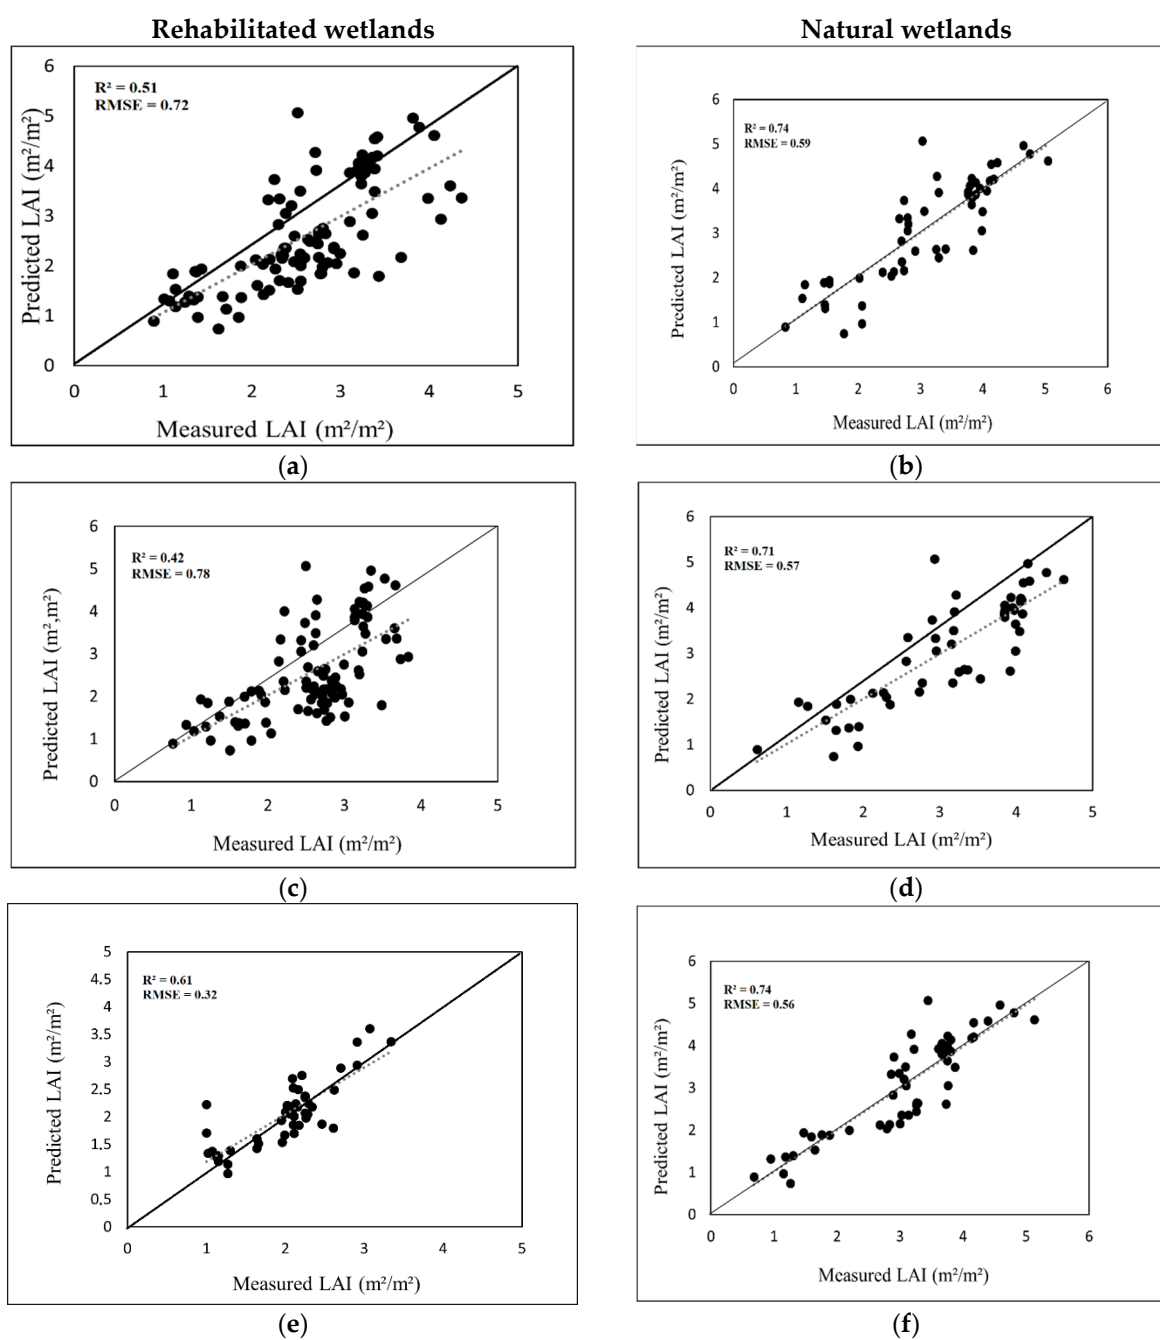 Rehabilitated wetlands
Natural wetlands
R² = 0.51
RMSE = 0.72
Predicted LAI (m²/m²)
6
5
4
3
2
1
0
0 1 2 3 4 5
Measured LAI (m²/m²)
(a)
R² = 0.74
RMSE = 0.59
Predicted LAI (m²/m²)
6
5
4
3
2
1
0
0 1 2 3 4 5 6
Measured LAI (m²/m²)
(b)
R² = 0.42
RMSE = 0.78
Predicted LAI (m²,m²)
6
5
4
3
2
1
0
0 1 2 3 4 5
Measured LAI (m²/m²)
(c)
R² = 0.71
RMSE = 0.57
Predicted LAI (m²/m²)
6
5
4
3
2
1
0
0 1 2 3 4 5
Measured LAI (m²/m²)
(d)
R² = 0.61
RMSE = 0.32
Predicted LAI (m²/m²)
5
4.5
4
3.5
3
2.5
2
1.5
1
0.5
0
0 1 2 3 4 5
Measured LAI (m²/m²)
(e)
R² = 0.74
RMSE = 0.56
Predicted LAI (m²/m²)
6
5
4
3
2
1
0
0 1 2 3 4 5 6
Measured LAI (m²/m²)
(f)